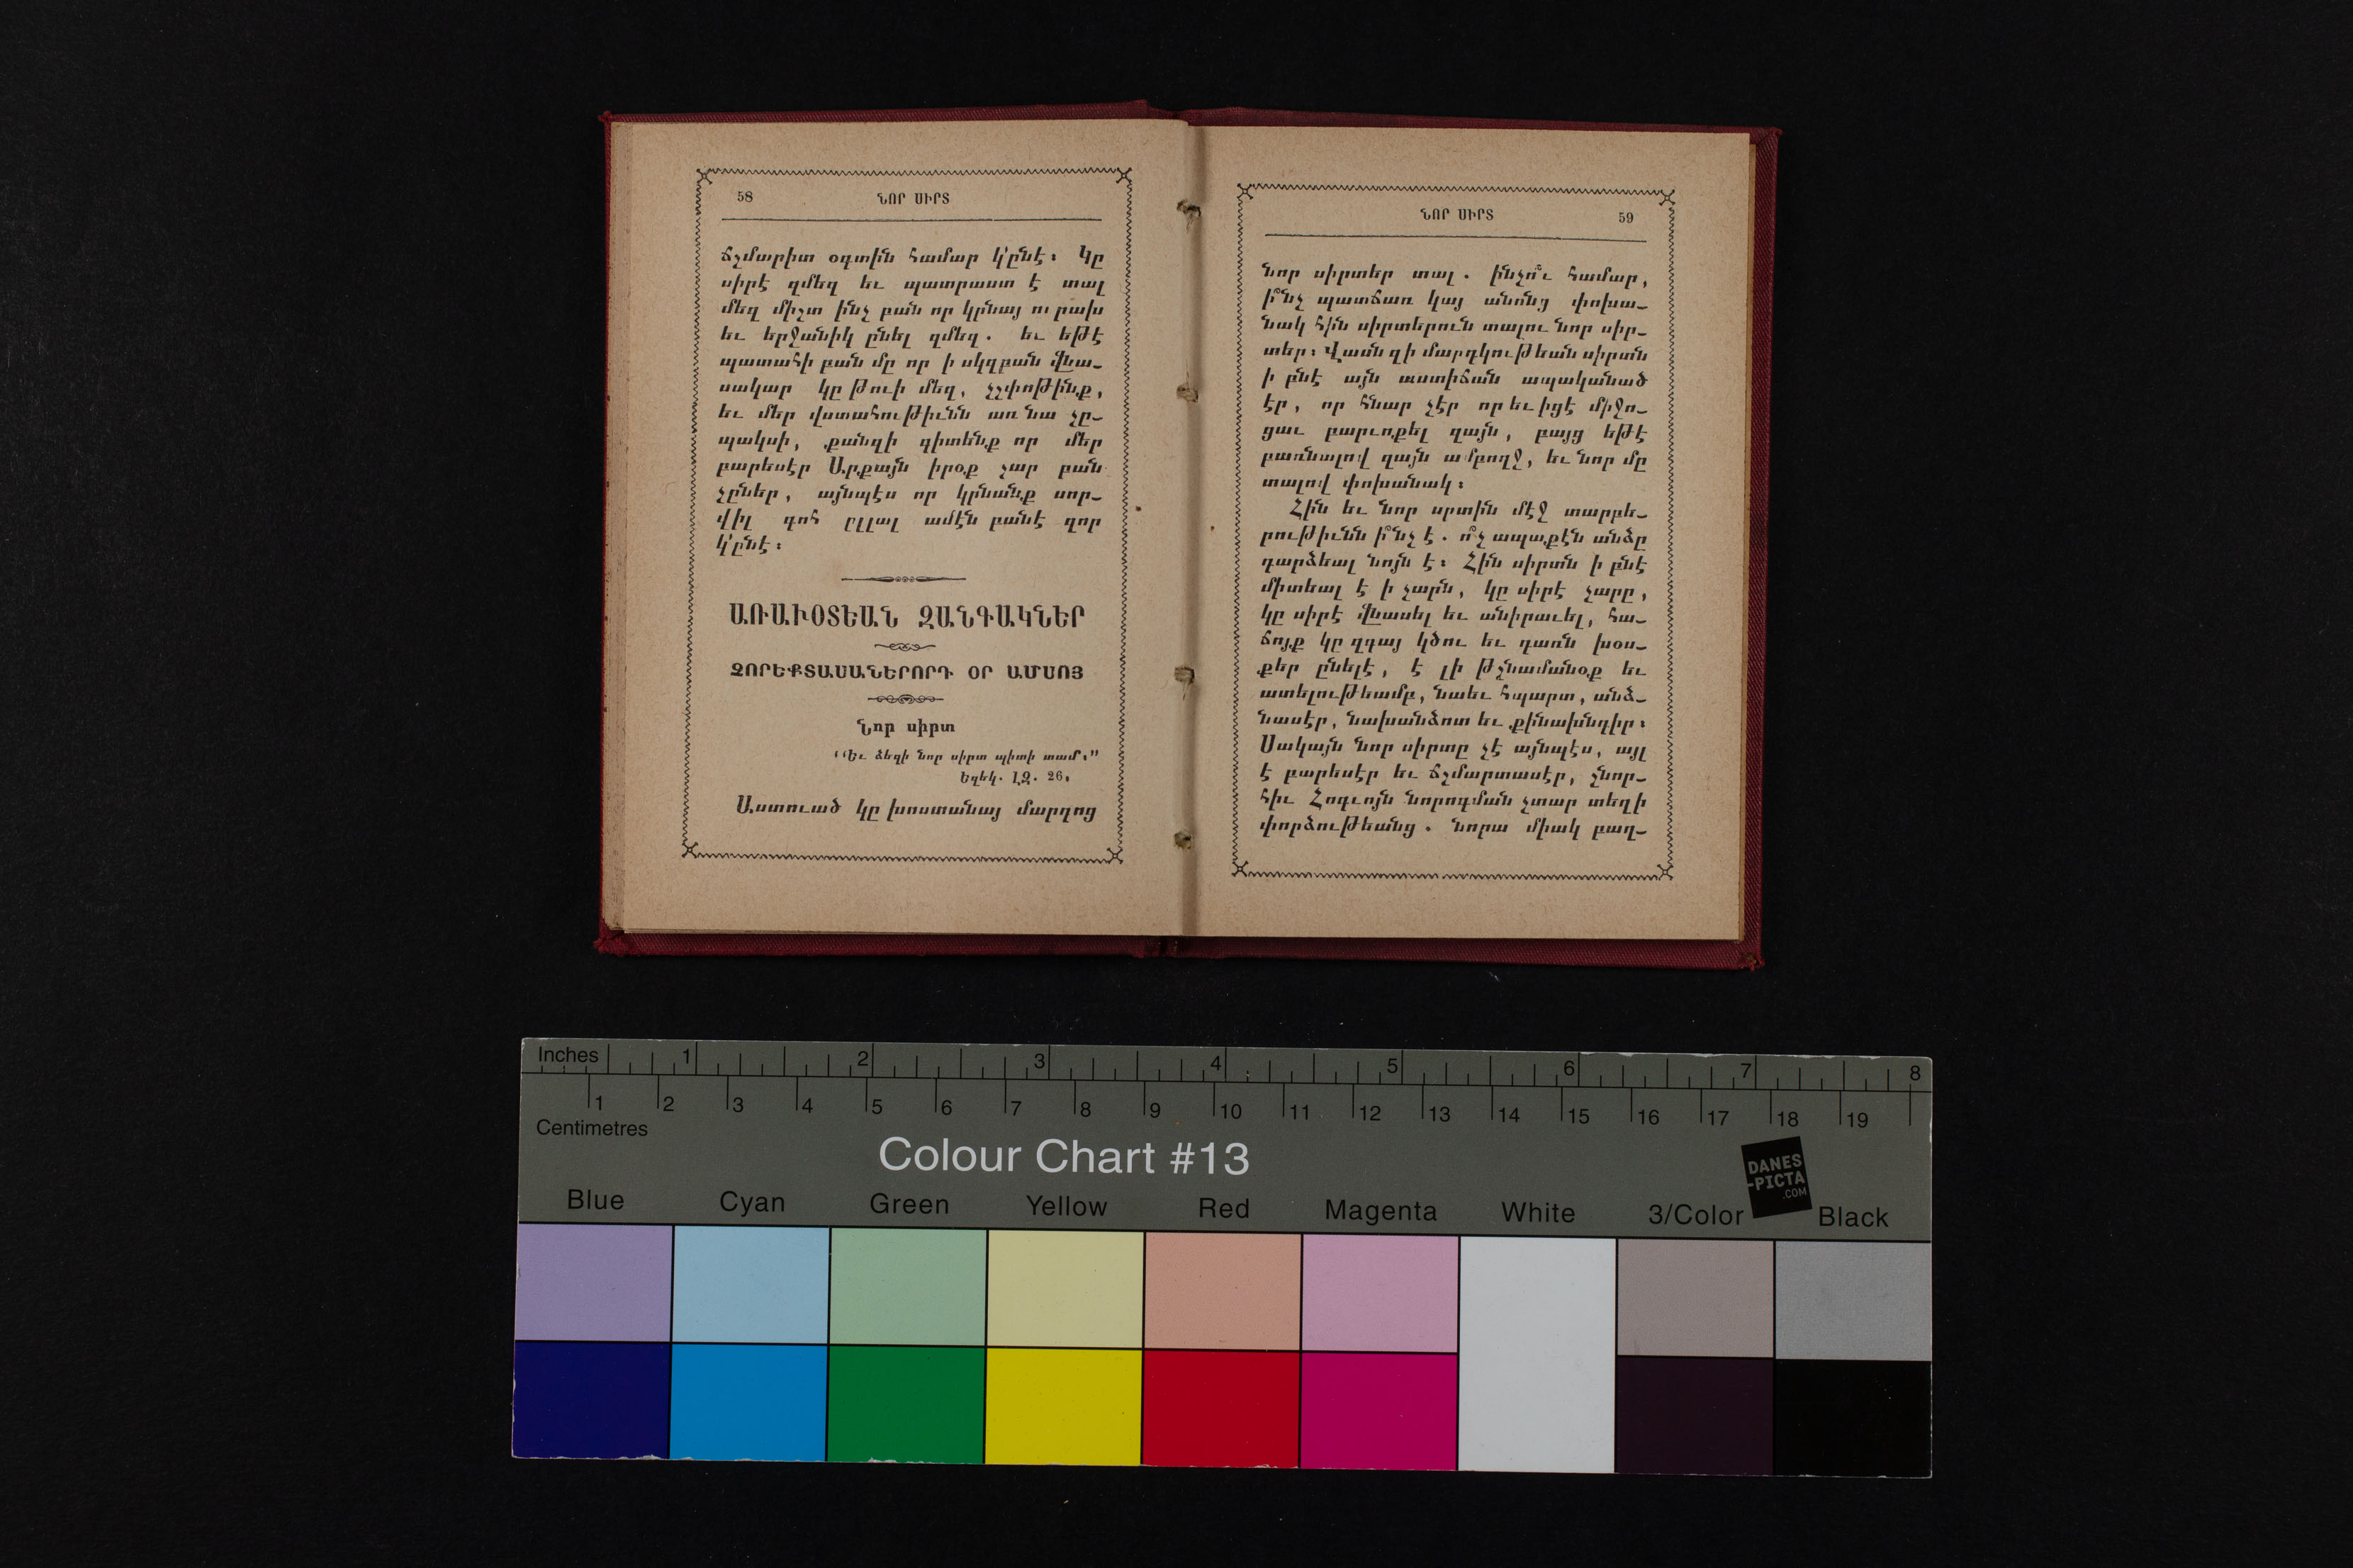 58 ՆՈՐ ՍԻՐՏ
ճշմարիտ օգտին համար կ՚ընէ։ Կը
սիրէ զմեզ եւ պատրաստ է տալ
մեզ միշտ ինչ բան որ կրնայ ուրախ
եւ երջանիկ ընել զմեզ. եւ եթէ
պատահի բան մը որ ի սկզբան վնա-
սակար կը թուի մեզ, չշփոթինք,
եւ մեր վստահութիւնն առ նա չը-
պակսի, քանզի գիտենք որ մեր
բարեսէր Արքայն իրօք չար բան
չըներ, այնպէս որ կրնանք սոր-
վիլ գոհ ըլլալ ամէն բանէ զոր
կ՚ընէ։
ԱՌԱՒՕՏԵԱՆ ԶԱՆԳԱԿՆԵՐ
ՉՈՐԵՔՏԱՍԱՆԵՐՈՐԴ ՕՐ ԱՄՍՈՅ
Նոր սիրտ
‘‘Եւ ձեզի նոր սիրտ պիտի տամ։”
Եզեկ. ԼԶ. 26։
Աստուած կը խոստանայ մարդոց
ՆՈՐ ՍԻՐՏ 59
նոր սիրտեր տալ. ինչո՞ւ համար,
ի՞նչ պատճառ կայ անոնց փոխա-
նակ հին սիրտերուն տալու նոր սիր-
տեր։ Վասն զի մարդկութեան սիրտն
ի բնէ այն աստիճան ապականած
էր, որ հնար չէր որ եւ իցէ միջո-
ցաւ բարւոքել զայն, բայց եթէ
բառնալով զայն ամբողջ, եւ նոր մը
տալով փոխանակ։
Հին եւ նոր սրտին մէջ տարբե-
րութիւնն ի՞նչ է. ո՞չ ապաքէն անձը
դարձեալ նոյն է։ Հին սիրտն ի բնէ
միտեալ է ի չարն, կը սիրէ չարը,
կը սիրէ վնասել եւ անիրաւել, հա-
ճոյք կը զգայ կծու եւ դառն խօս-
քեր ընելէ, է լի թշնամանօք եւ
ատելութեամբ, նաեւ հպարտ, անձ-
նասէր, նախանձոտ եւ քինախնդիր։
Սակայն նոր սիրտը չէ այնպէս, այլ
է բարեսէր եւ ճշմարտասէր, շնոր-
հիւ Հոգւոյն նորոգման չտար տեղի
փորձութեանց. նորա միակ բաղ-
Inches 1 2 3 4 5 6 7 8
1 2 3 4 5 6 7 8 9 10 11 12 13 14 15 16 17 18 19
Centimetres
Colour Chart #13
DANES
-PICTA
.COM
Blue Cyan Green Yellow Red Magenta White 3/Color Black